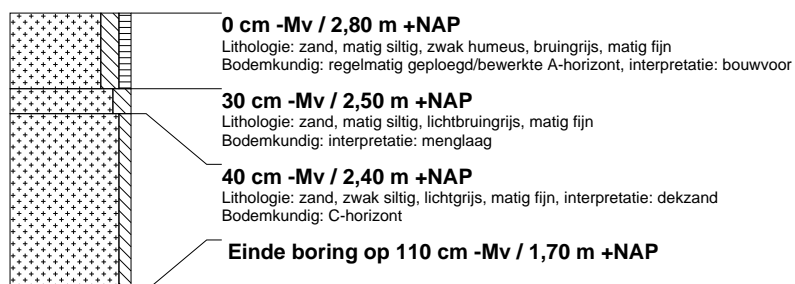 0 cm -Mv / 2,80 m +NAP
Lithologie: zand, matig siltig, zwak humeus, bruingrijs, matig fijn
Bodemkundig: regelmatig geploegd/bewerkte A-horizont, interpretatie: bouwvoor
30 cm -Mv / 2,50 m +NAP
Lithologie: zand, matig siltig, lichtbruingrijs, matig fijn
Bodemkundig: interpretatie: menglaag
40 cm -Mv / 2,40 m +NAP
Lithologie: zand, zwak siltig, lichtgrijs, matig fijn, interpretatie: dekzand
Bodemkundig: C-horizont
Einde boring op 110 cm -Mv / 1,70 m +NAP